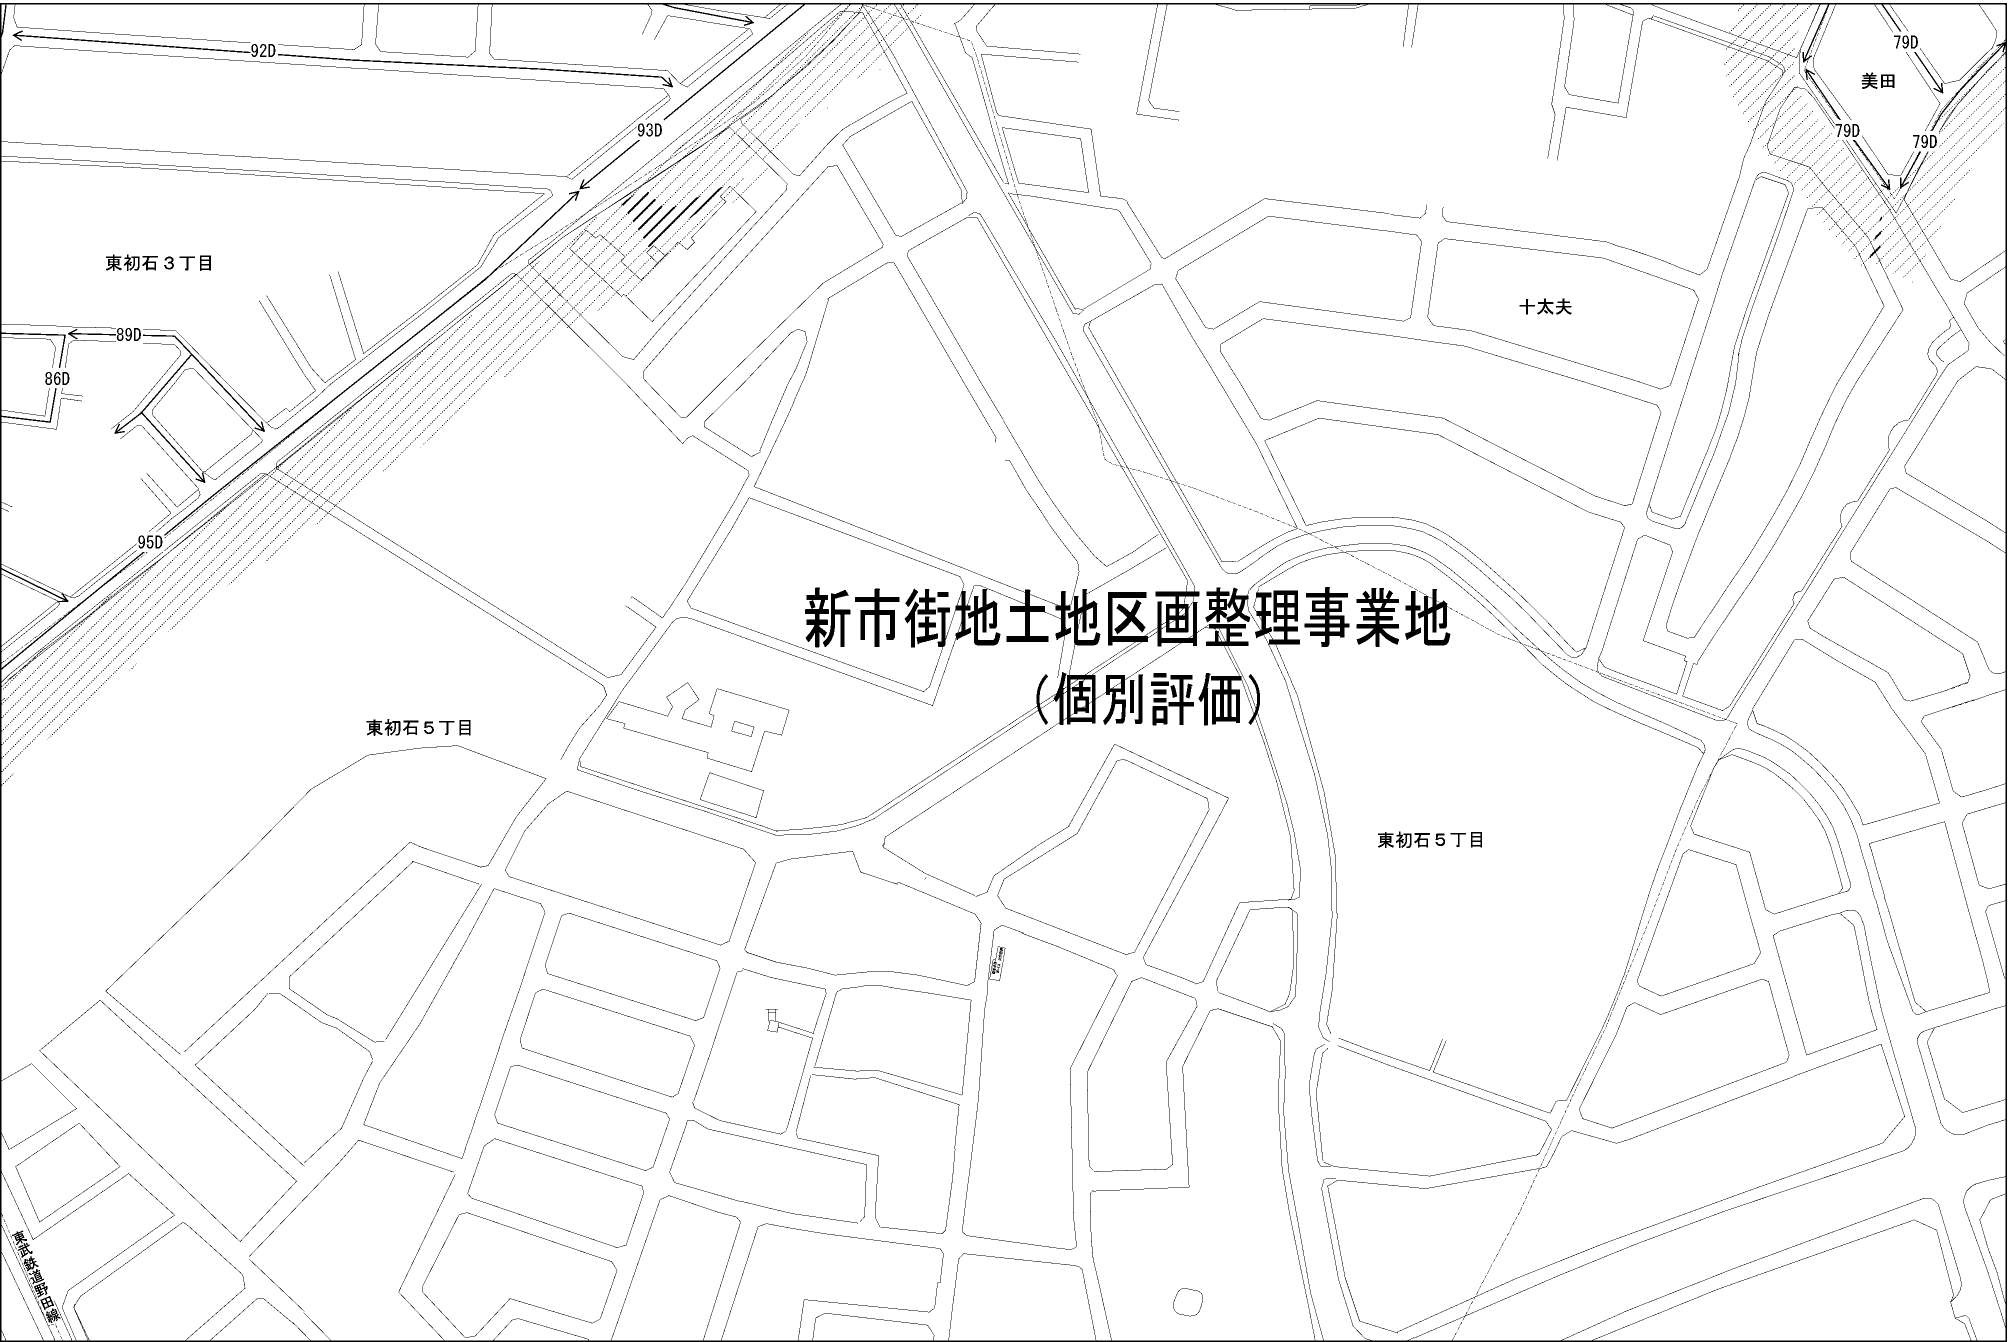 92D
79D
美田
93D
79D
79D
東初石３丁目
十太夫
89D
86D
95D
新市街地土地区画整理事業地
（個別評価）
東初石５丁目
東初石５丁目
東武鉄道野田線